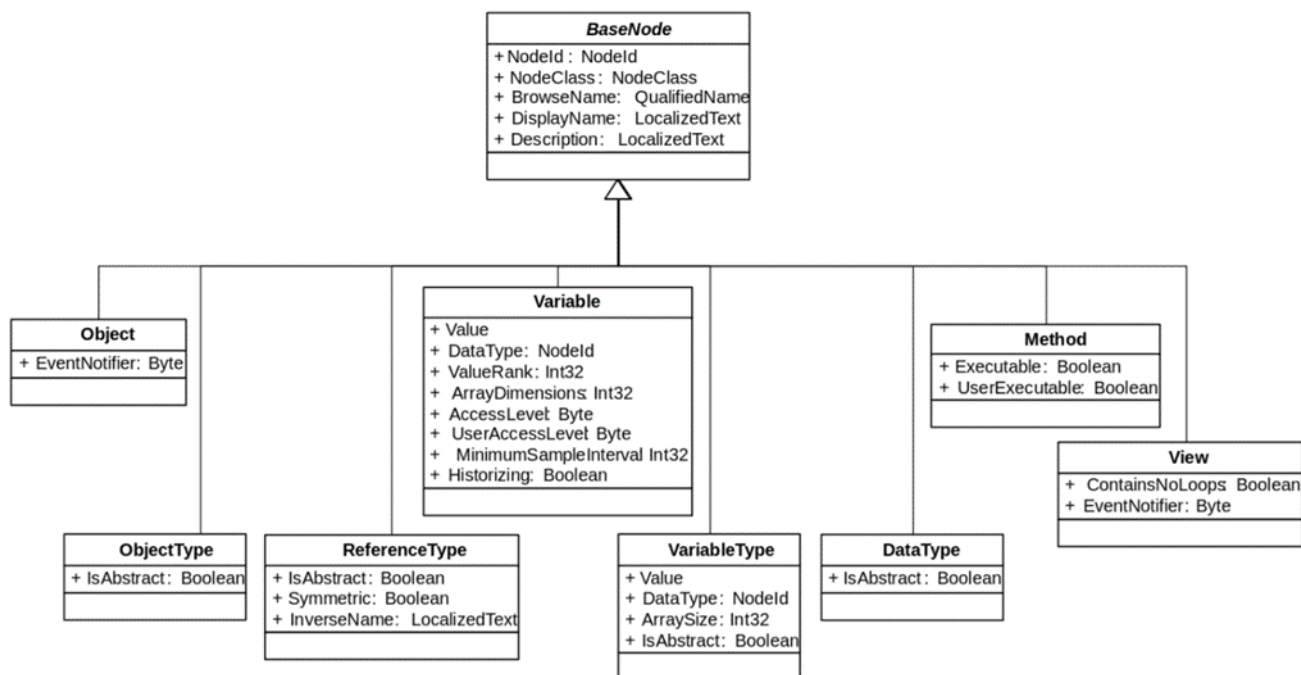 BaseNode
+ NodeId : NodeId
+ NodeClass: NodeClass
+ BrowseName: QualifiedName
+ DisplayName: LocalizedText
+ Description: LocalizedText
Object
+ EventNotifier: Byte
Variable
+ Value
+ DataType: NodeId
+ ValueRank: Int32
+ ArrayDimensions: Int32
+ AccessLevel: Byte
+ UserAccessLevel: Byte
+ MinimumSampleInterval Int32
+ Historizing: Boolean
Method
+ Executable: Boolean
+ UserExecutable: Boolean
View
+ ContainsNoLoops: Boolean
+ EventNotifier: Byte
ObjectType
+ IsAbstract: Boolean
ReferenceType
+ IsAbstract: Boolean
+ Symmetric: Boolean
+ InverseName: LocalizedText
VariableType
+ Value
+ DataType: NodeId
+ ArraySize: Int32
+ IsAbstract: Boolean
DataType
+ IsAbstract: Boolean